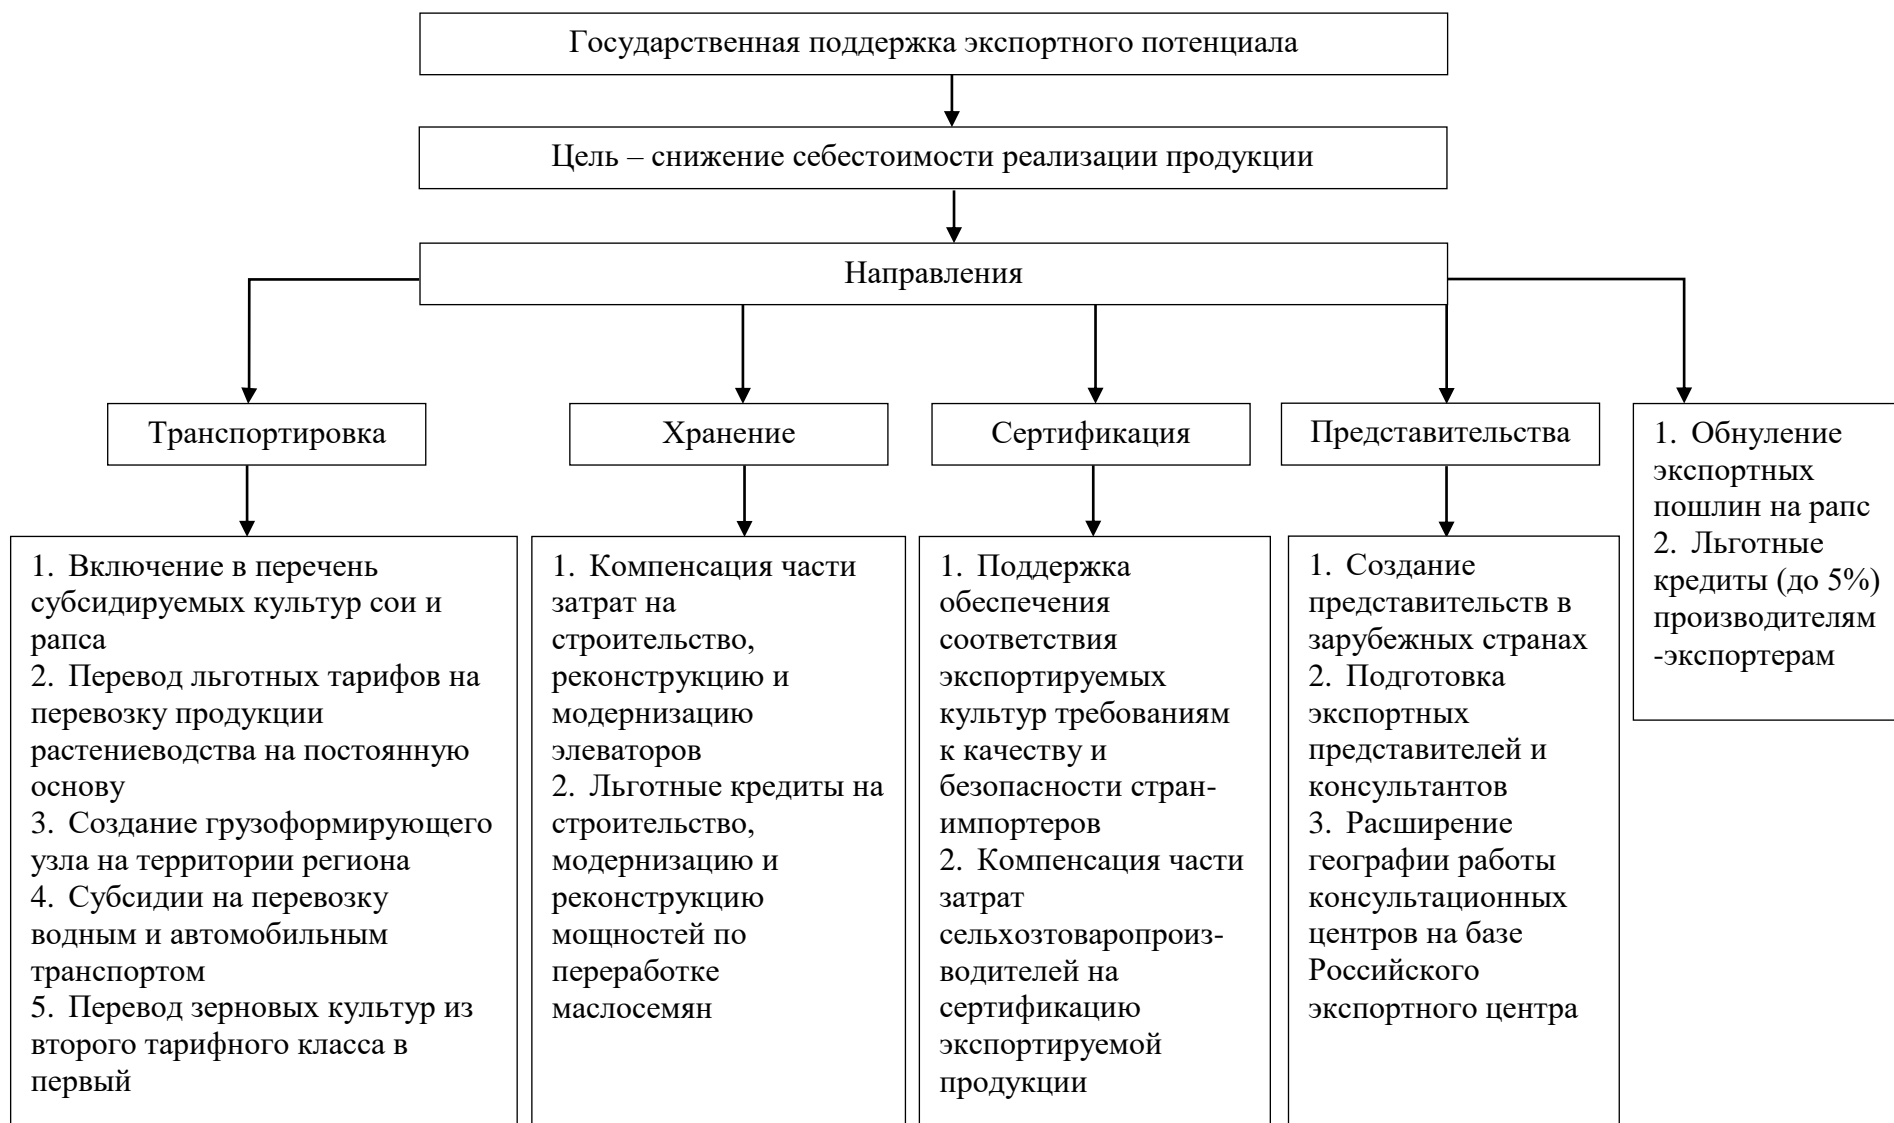 Государственная поддержка экспортного потенциала
Цель – снижение себестоимости реализации продукции
Направления
Транспортировка
Хранение
Сертификация
Представительства
1. Обнуление
экспортных
пошлин на рапс
2. Льготные
кредиты (до 5%)
производителям
-экспортерам
1. Включение в перечень
субсидируемых культур сои и
рапса
2. Перевод льготных тарифов на
перевозку продукции
растениеводства на постоянную
основу
3. Создание грузоформирующего
узла на территории региона
4. Субсидии на перевозку
водным и автомобильным
транспортом
5. Перевод зерновых культур из
второго тарифного класса в
первый
1. Компенсация части
затрат на
строительство,
реконструкцию и
модернизацию
элеваторов
2. Льготные кредиты на
строительство,
модернизацию и
реконструкцию
мощностей по
переработке
маслосемян
1. Поддержка
обеспечения
соответствия
экспортируемых
культур требованиям
к качеству и
безопасности стран-
импортеров
2. Компенсация части
затрат
сельхозтоваропроиз-
водителей на
сертификацию
экспортируемой
продукции
1. Создание
представительств в
зарубежных странах
2. Подготовка
экспортных
представителей и
консультантов
3. Расширение
географии работы
консультационных
центров на базе
Российского
экспортного центра